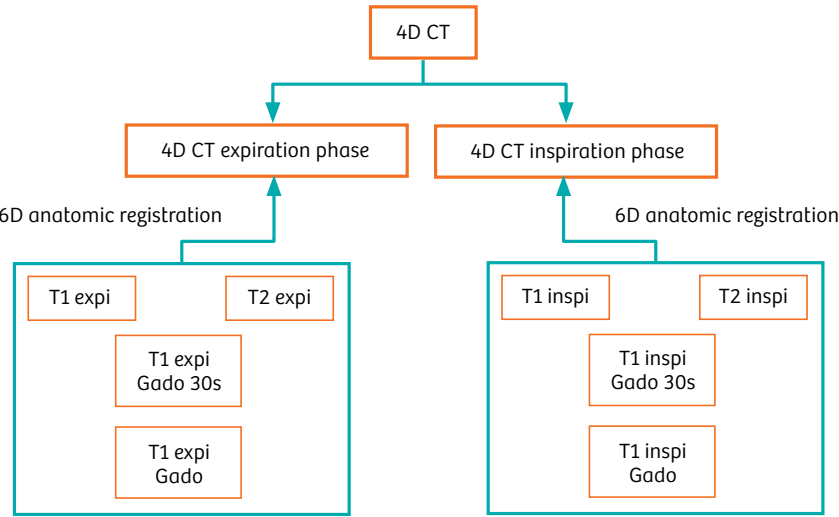 4D CT
4D CT expiration phase
4D CT inspiration phase
6D anatomic registration
6D anatomic registration
T1 expi
T2 expi
T1 expi
Gado 30s
T1 expi
Gado
T1 inspi
T2 inspi
T1 inspi
Gado 30s
T1 inspi
Gado